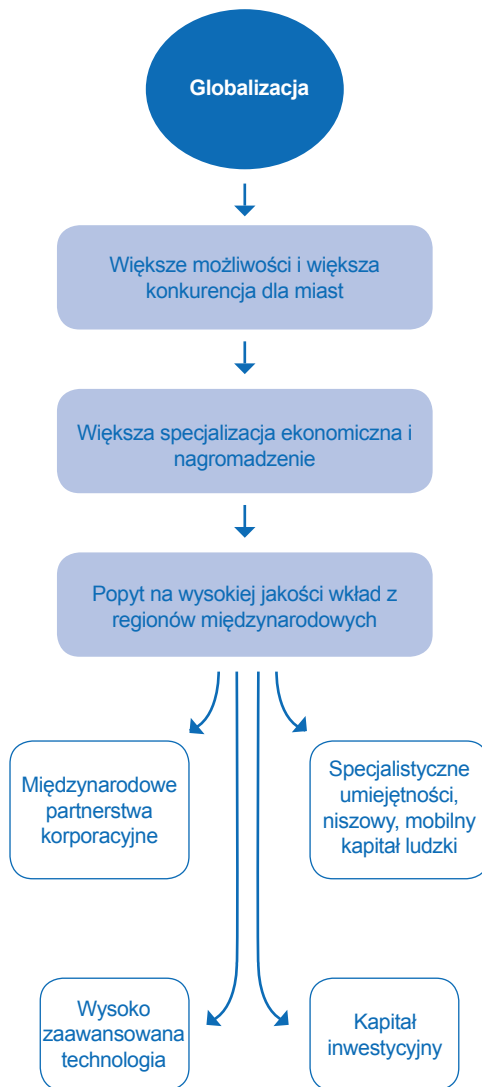 Globalizacja
Większe możliwości i większa
konkurencja dla miast
Większa specjalizacja ekonomiczna i
nagromadzenie
Popyt na wysokiej jakości wkład z
regionów międzynarodowych
Międzynarodowe
partnerstwa
korporacyjne
Specjalistyczne
umiejętności,
niszowy, mobilny
kapitał ludzki
Wysoko
zaawansowana
technologia
Kapitał
inwestycyjny